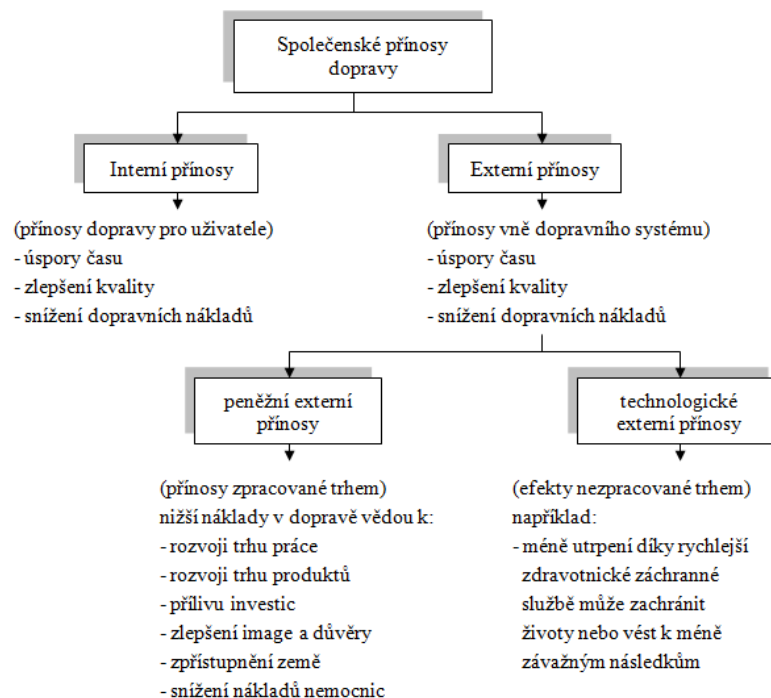 Společenské přínosy
dopravy
Interní přínosy
Externí přínosy
(přínosy dopravy pro uživatele)
- úspory času
- zlepšení kvality
- snížení dopravních nákladů
(přínosy vně dopravního systému)
- úspory času
- zlepšení kvality
- snížení dopravních nákladů
peněžní externí
přínosy
technologické
externí přínosy
(přínosy zpracované trhem)
nižší náklady v dopravě vědou k:
- rozvoji trhu práce
- rozvoji trhu produktů
- přílivu investic
- zlepšení image a důvěry
- zpřístupnění země
- snížení nákladů nemocnic
(efekty nezpracované trhem)
například:
- méně utrpení díky rychlejší
zdravotnické záchranné
službě může zachránit
životy nebo vést k méně
závažným následkům